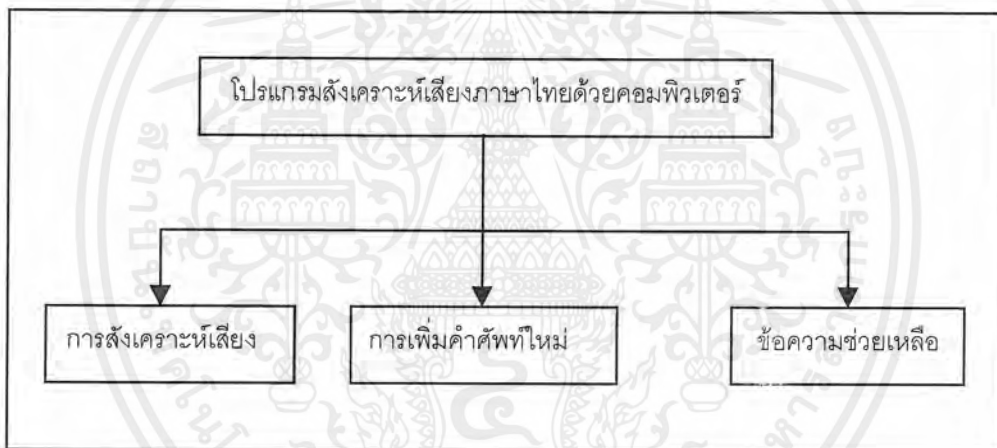 โปรแกรมสังเคราะห์เสียงภาษาไทยด้วยคอมพิวเตอร์
การสังเคราะห์เสียง
การเพิ่มคำศัพท์ใหม่
ข้อความช่วยเหลือ